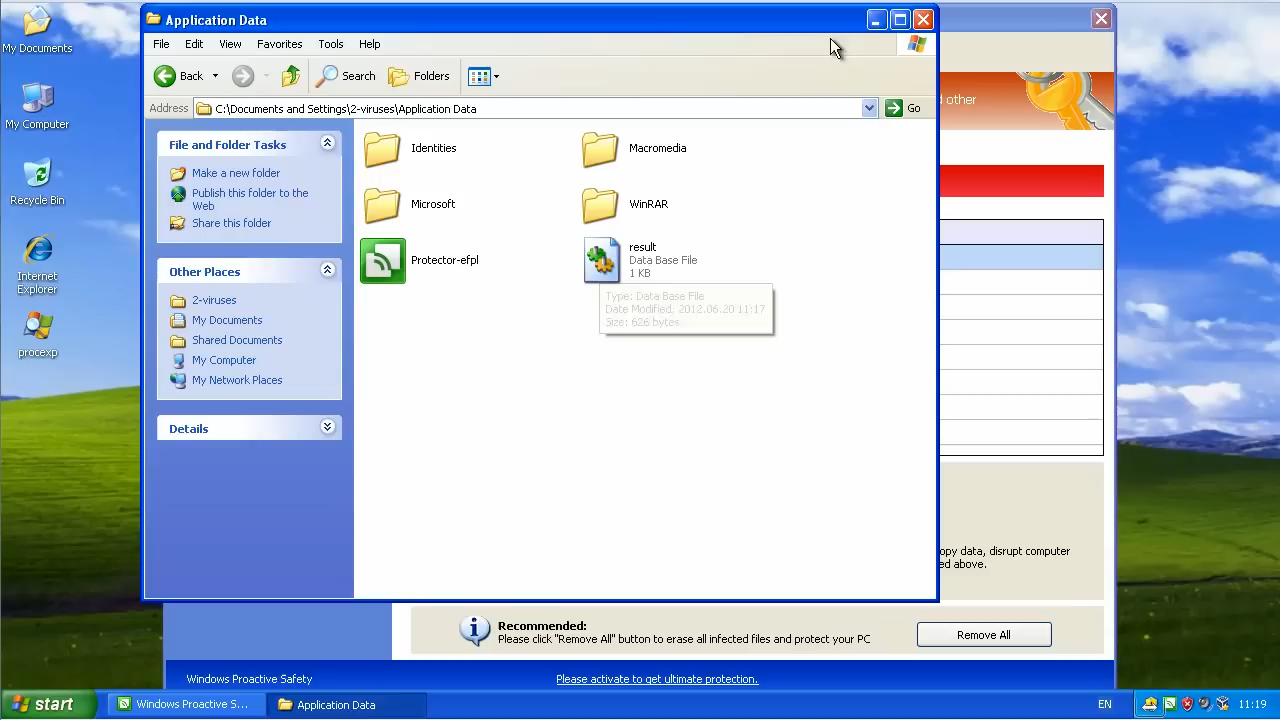 Application Data
File Edit View Favorites Tools Help
Back Search Folders
Address C:\Documents and Settings\2-viruses\Application Data Go
My Documents
My Computer
Recycle Bin
Internet
Explorer
procexp
File and Folder Tasks
Make a new folder
Publish this folder to the
Web
Share this folder
Other Places
2-viruses
My Documents
Shared Documents
My Computer
My Network Places
Details
Identities
Macromedia
Microsoft
WinRAR
Protector-efpl
result
Data Base File
1 KB
Type: Data Base File
Date Modified: 2012.06.20 11:17
Size: 626 bytes
other
opy data, disrupt computer
ed above.
Recommended:
Please click "Remove All" button to erase all infected files and protect your PC
Remove All
Windows Proactive Safety
Please activate to get ultimate protection.
start
Windows Proactive S...
Application Data
EN
11:19